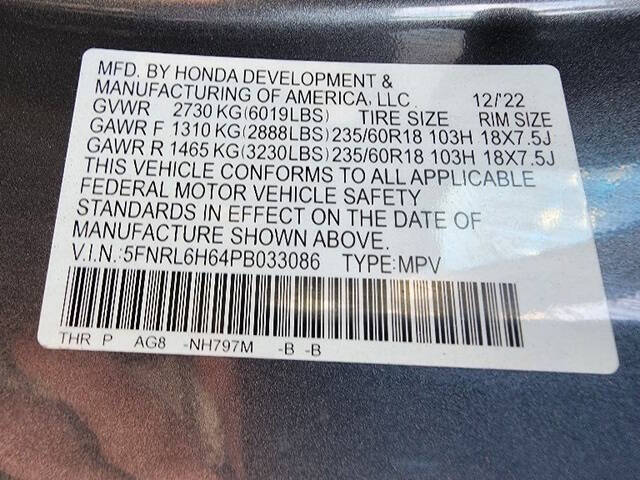 MFD. BY HONDA DEVELOPMENT &
MANUFACTURING OF AMERICA, LLC 12/'22
GVWR 2730 KG(6019LBS) TIRE SIZE RIM SIZE
GAWR F 1310 KG(2888LBS)235/60R18 103H 18X7.5J
GAWR R 1465 KG(3230LBS)235/60R18 103H 18X7.5J
THIS VEHICLE CONFORMS TO ALL APPLICABLE
FEDERAL MOTOR VEHICLE SAFETY
STANDARDS IN EFFECT ON THE DATE OF
MANUFACTURE SHOWN ABOVE.
V.I.N.:5FNRL6H64PB033086 TYPE:MPV
THR P AG8 -NH797M -B -B